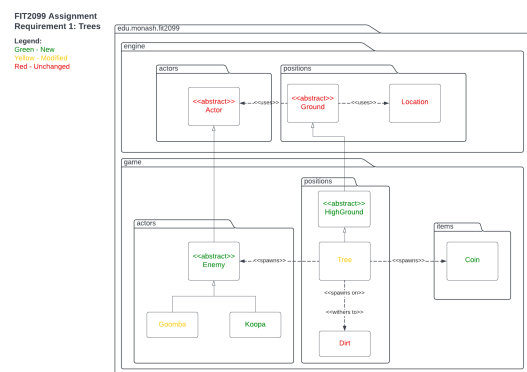 FIT2099 Assignment
Requirement 1: Trees
Legend:
Green - New
Yellow - Modified
Red - Unchanged
edu.monash.fit2099
engine
actors
positions
<<abstract>>
Actor
<<uses>>
<<abstract>>
Ground
<<uses>>
Location
game
positions
<<abstract>>
HighGround
actors
items
<<abstract>>
Enemy
<<spawns>>
Tree
<<spawns>>
Coin
<<spawns on>>
<<withers to>>
Goomba
Koopa
Dirt